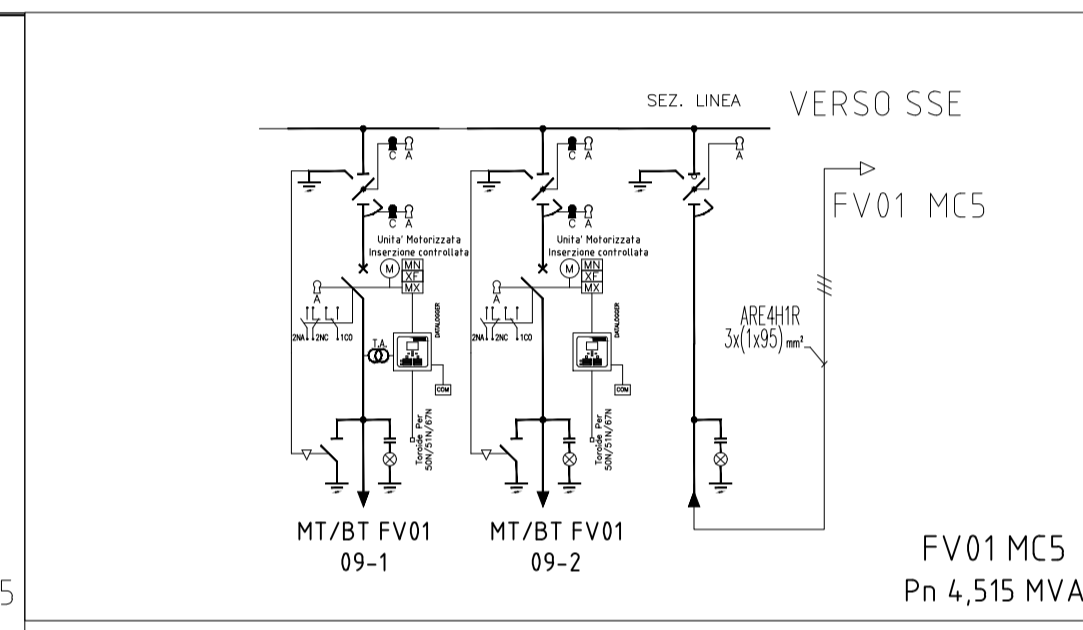 SEZ. LINEA
VERSO SSE
C A
C A
A
FV01 MC5
C A
C A
Unita' Motorizzata
Inserzione controllata
Unita' Motorizzata
Inserzione controllata
M
MN
XF
MX
M
MN
XF
MX
A
A
DATALOGGER
DATALOGGER
2NA 2NC 1CO
2NA 2NC 1CO
T.A.
ARE4H1R
3x(1x95) mm²
COM
COM
Toroide Per
50N/51N/67N
Toroide Per
50N/51N/67N
MT/BT FV01
09-1
MT/BT FV01
09-2
FV01 MC5
Pn 4,515 MVA
5